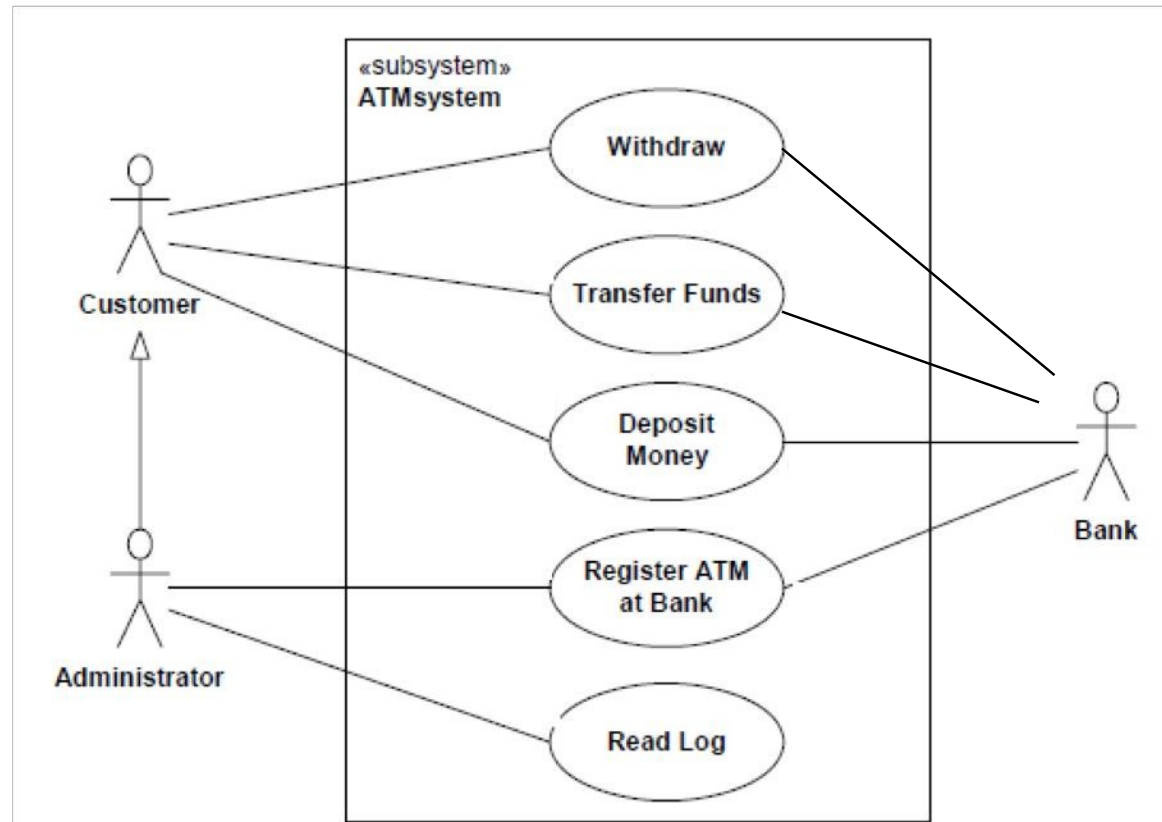 «subsystem»
ATMsystem
Withdraw
Customer
Transfer Funds
Deposit
Money
Bank
Register ATM
at Bank
Administrator
Read Log